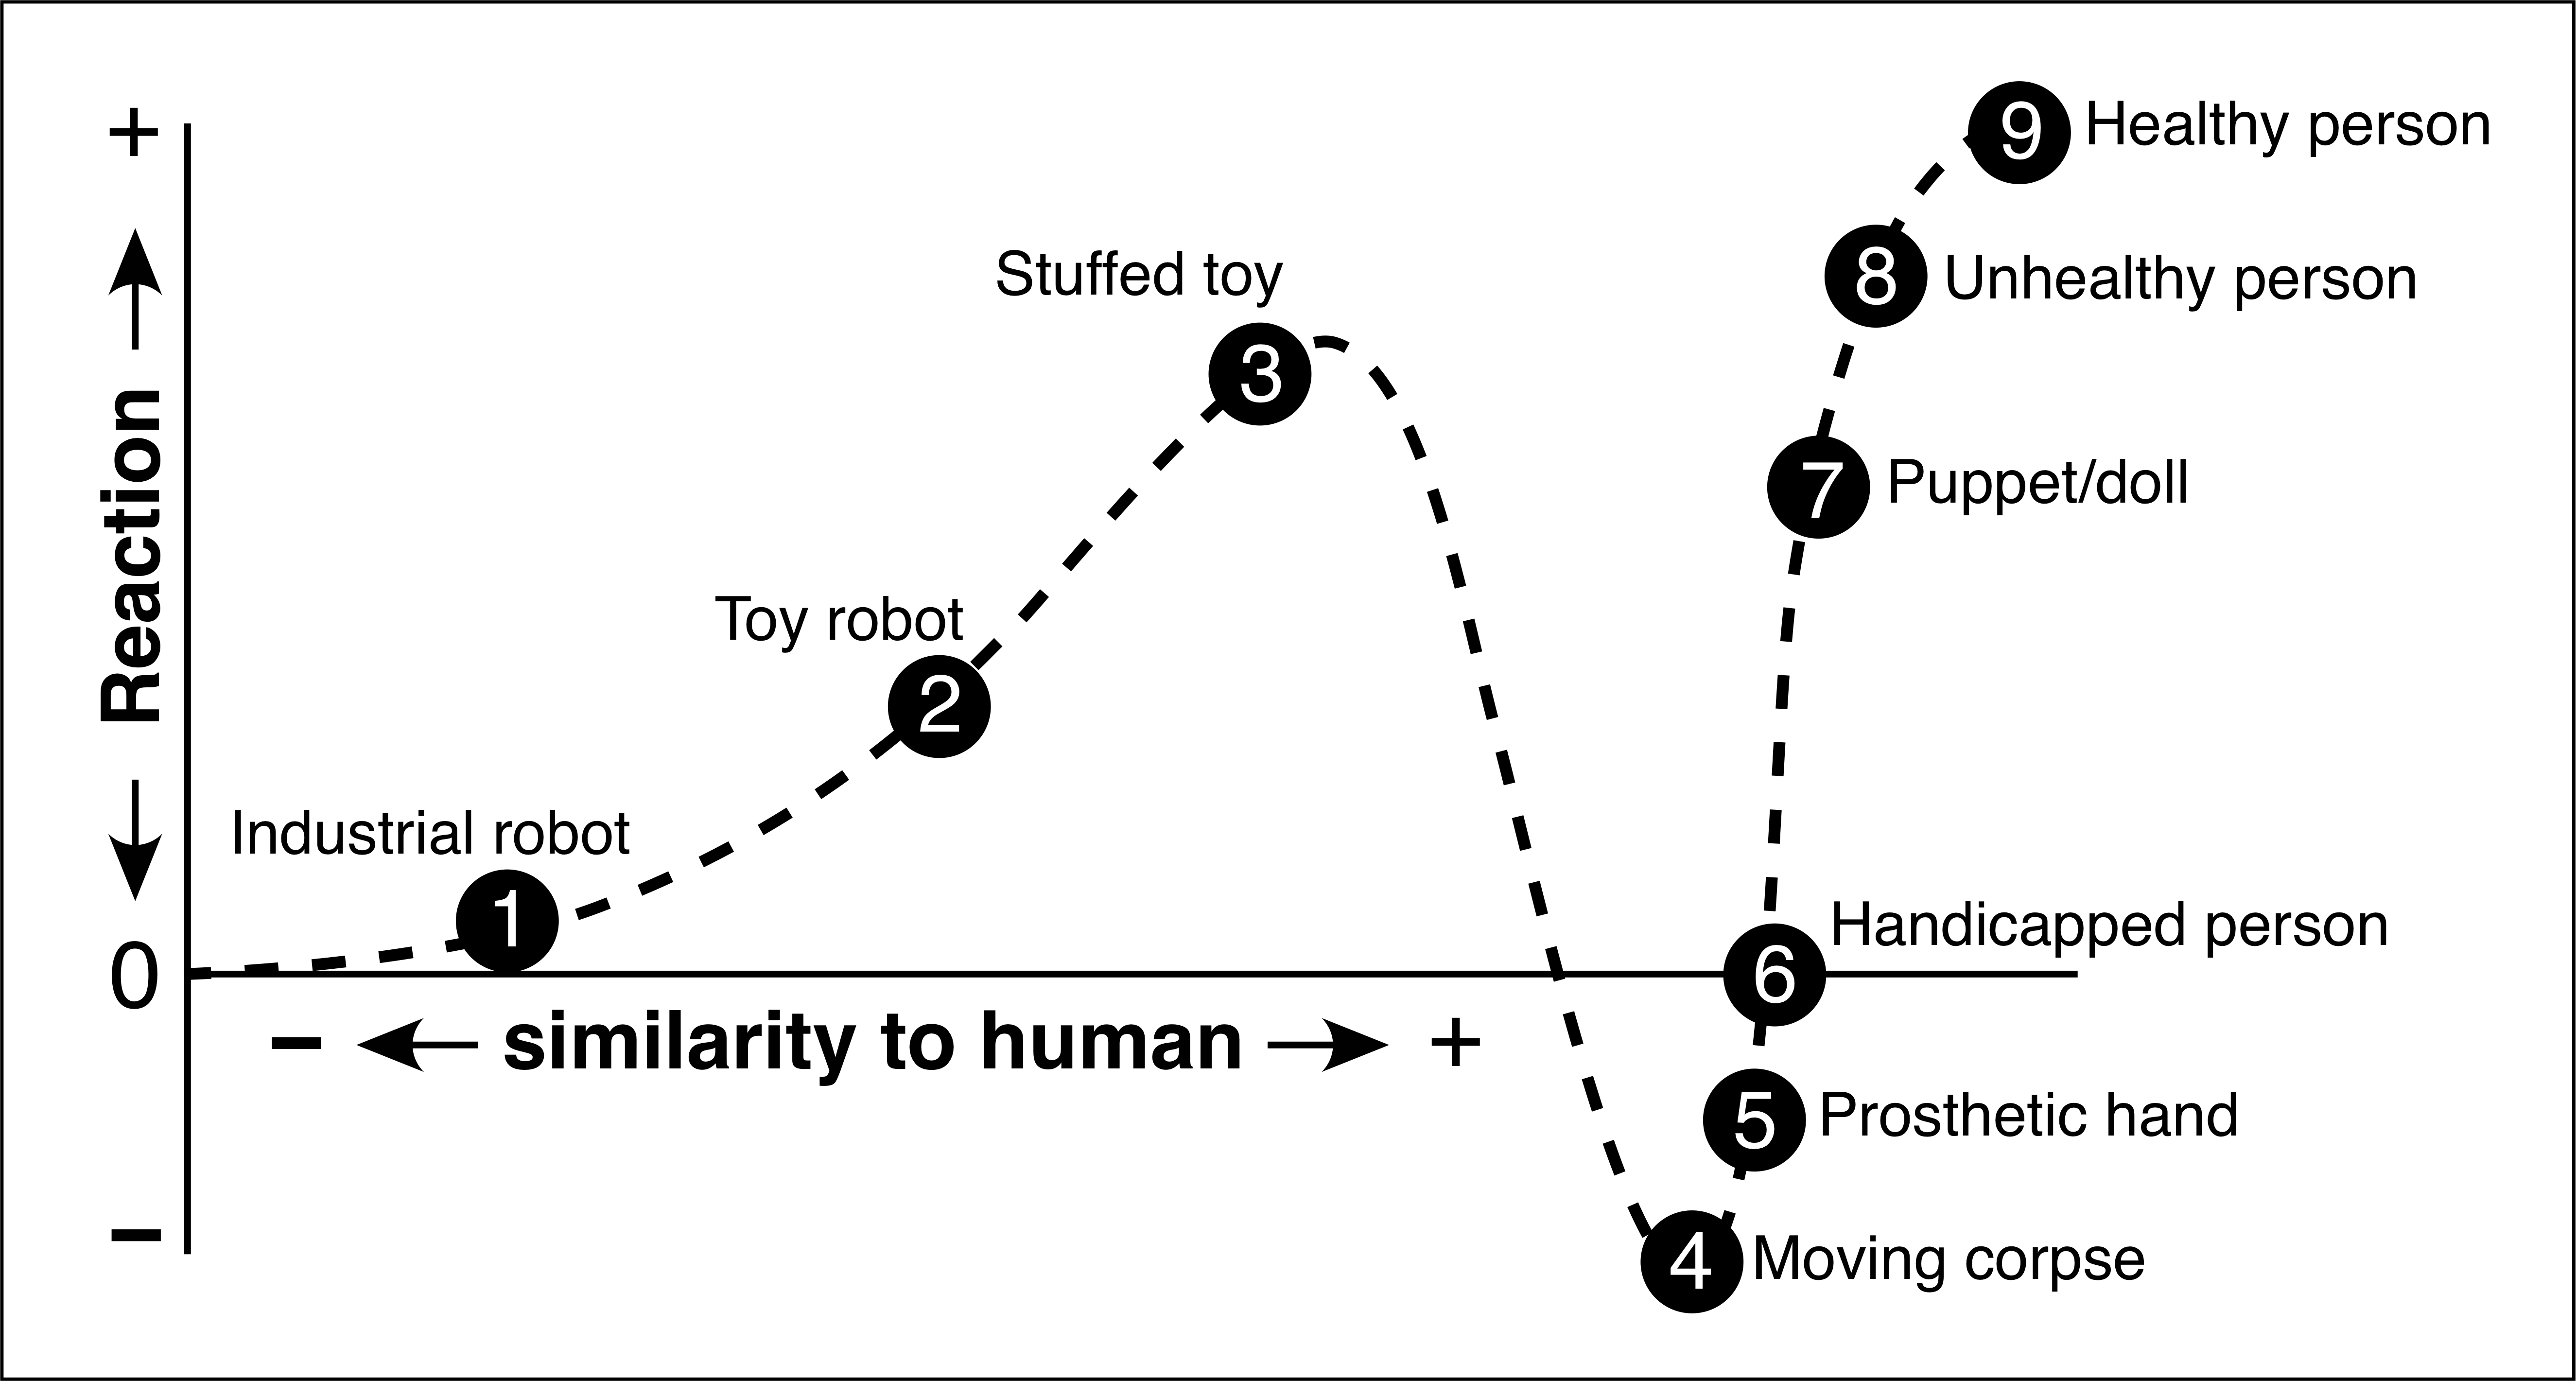 +
9 Healthy person
8 Unhealthy person
Stuffed toy
3
7 Puppet/doll
Reaction
Toy robot
2
Industrial robot
1
Handicapped person
6
0
− similarity to human +
5 Prosthetic hand
−
4 Moving corpse